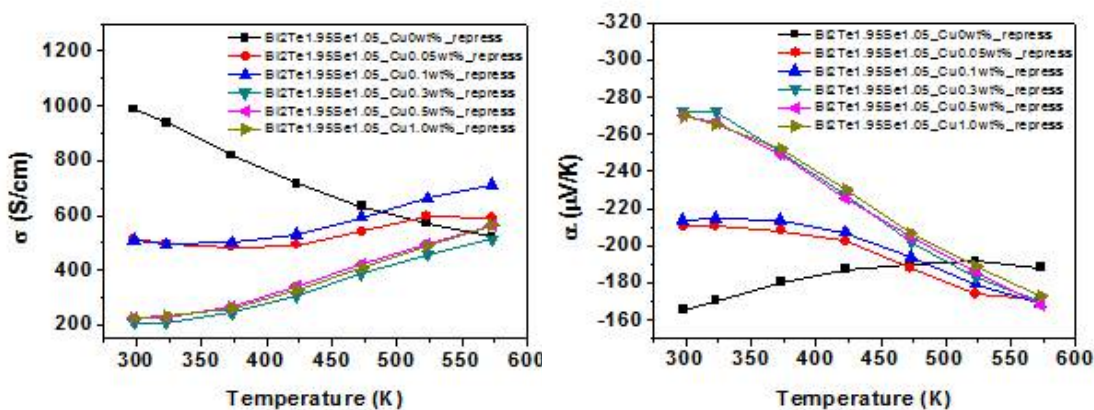 1200
1000
800
600
400
200
σ (S/cm)
BI2Te1.95Se1.05_Cu0wt%_repress
BI2Te1.95Se1.05_Cu0.05wt%_repress
BI2Te1.95Se1.05_Cu0.1wt%_repress
BI2Te1.95Se1.05_Cu0.3wt%_repress
BI2Te1.95Se1.05_Cu0.5wt%_repress
BI2Te1.95Se1.05_Cu1.0wt%_repress
300 350 400 450 500 550 600
Temperature (K)
-320
-300
-280
-260
-240
-220
-200
-180
-160
α (μV/K)
BI2Te1.95Se1.05_Cu0wt%_repress
BI2Te1.95Se1.05_Cu0.05wt%_repress
BI2Te1.95Se1.05_Cu0.1wt%_repress
BI2Te1.95Se1.05_Cu0.3wt%_repress
BI2Te1.95Se1.05_Cu0.5wt%_repress
BI2Te1.95Se1.05_Cu1.0wt%_repress
300 350 400 450 500 550 600
Temperature (K)